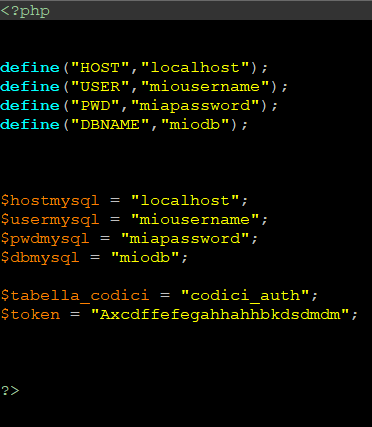 <?php
define("HOST","localhost");
define("USER","miousername");
define("PWD","miapassword");
define("DBNAME","miodb");
$hostmysql = "localhost";
$usermysql = "miousername";
$pwdmysql = "miapassword";
$dbmysql = "miodb";
$tabella_codici = "codici_auth";
$token = "Axcdffefegahhahhbkdsdmdm";
?>